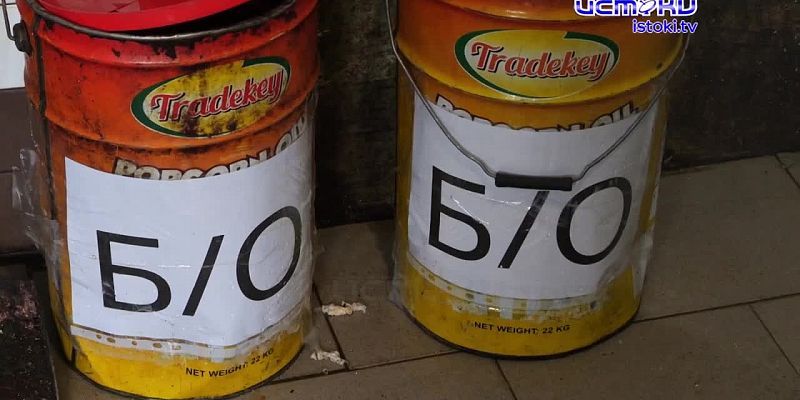 истоки
istoki.tv
Tradekey
POPCORN OIL
Б/О
NET WEIGHT: 22 KG
Tradekey
POPCORN OIL
Б/О
NET WEIGHT: 22 KG